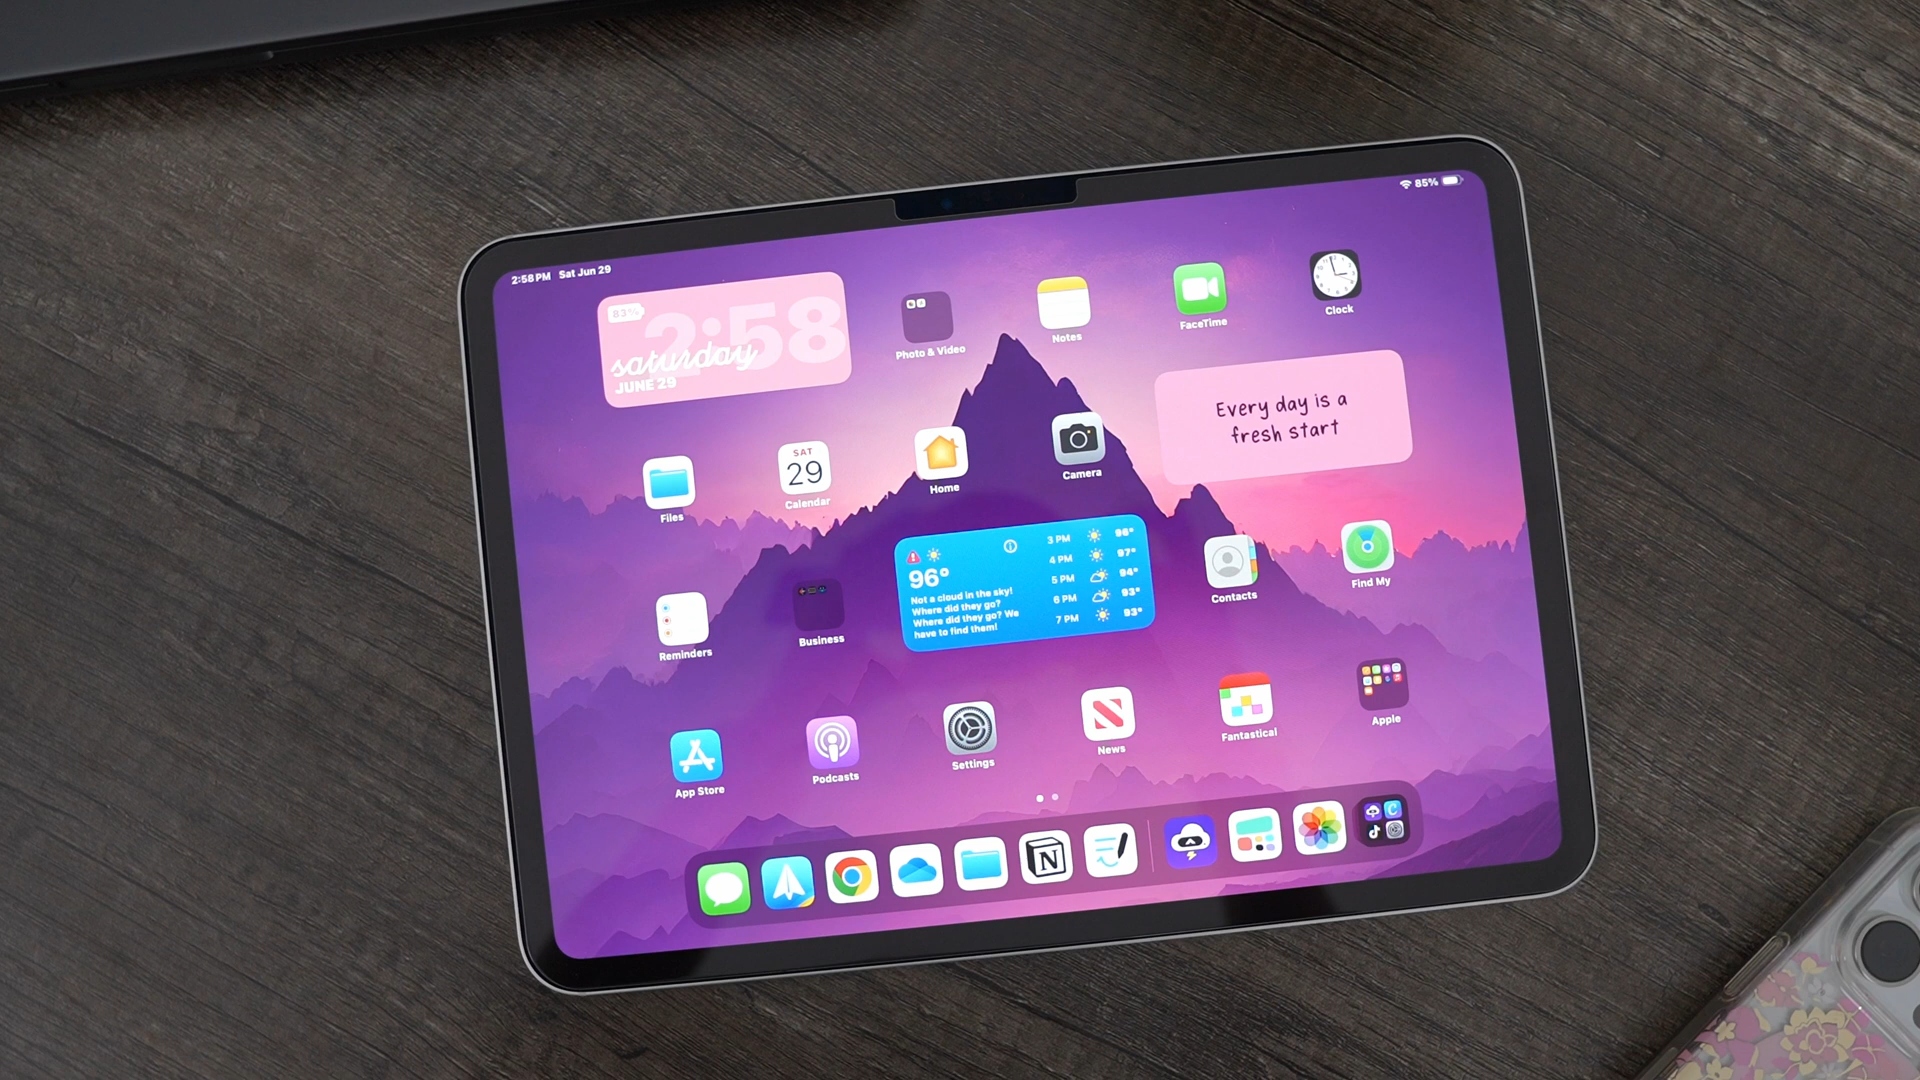 2:58 PM Sat Jun 29
85%
83%
2:58
saturday
JUNE 29
Photo & Video
Notes
FaceTime
Clock
Files
SAT
29
Calendar
Home
Camera
Every day is a
fresh start
Reminders
Business
96°
Not a cloud in the sky!
Where did they go?
Where did they go? We
have to find them!
3 PM 96°
4 PM 97°
5 PM 94°
6 PM 93°
7 PM 93°
Contacts
Find My
App Store
Podcasts
Settings
News
Fantastical
Apple
N